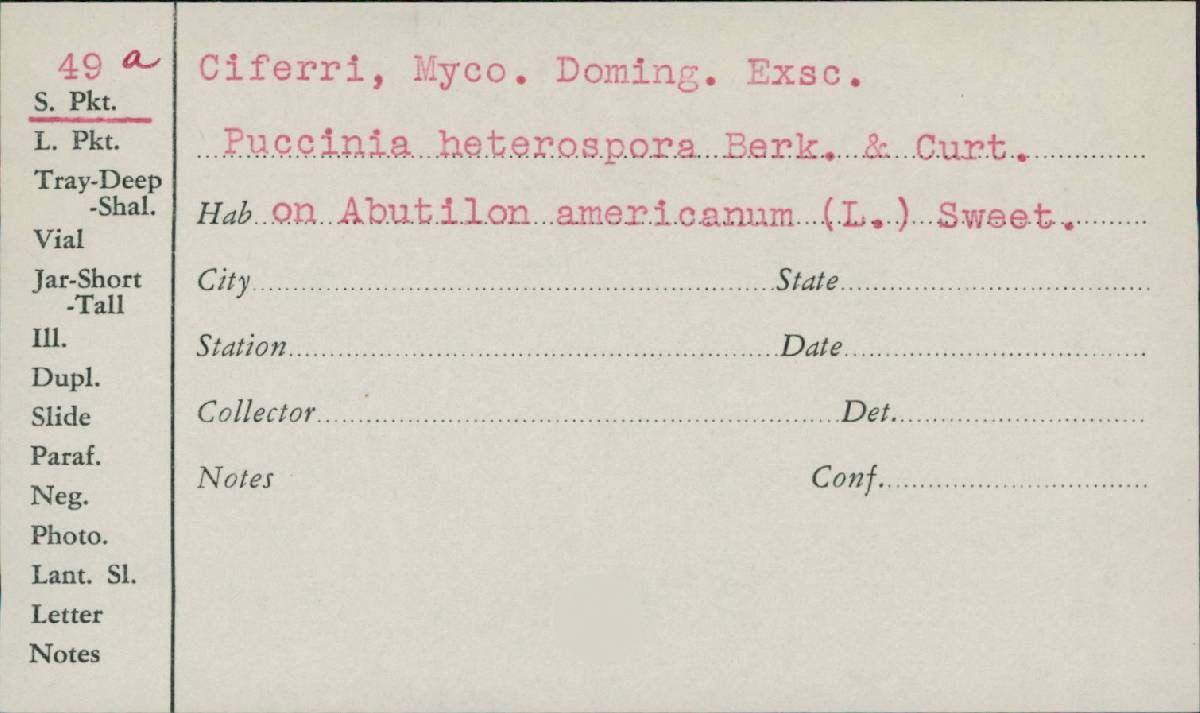 49 a
S. Pkt.
L. Pkt.
Tray-Deep
-Shal.
Vial
Jar-Short
-Tall
Ill.
Dupl.
Slide
Paraf.
Neg.
Photo.
Lant. Sl.
Letter
Notes
Ciferri, Myco. Doming. Exsc.
Puccinia heterospora Berk. & Curt.
Hab on Abutilon americanum (L.) Sweet.
City State
Station Date
Collector Det.
Notes Conf.